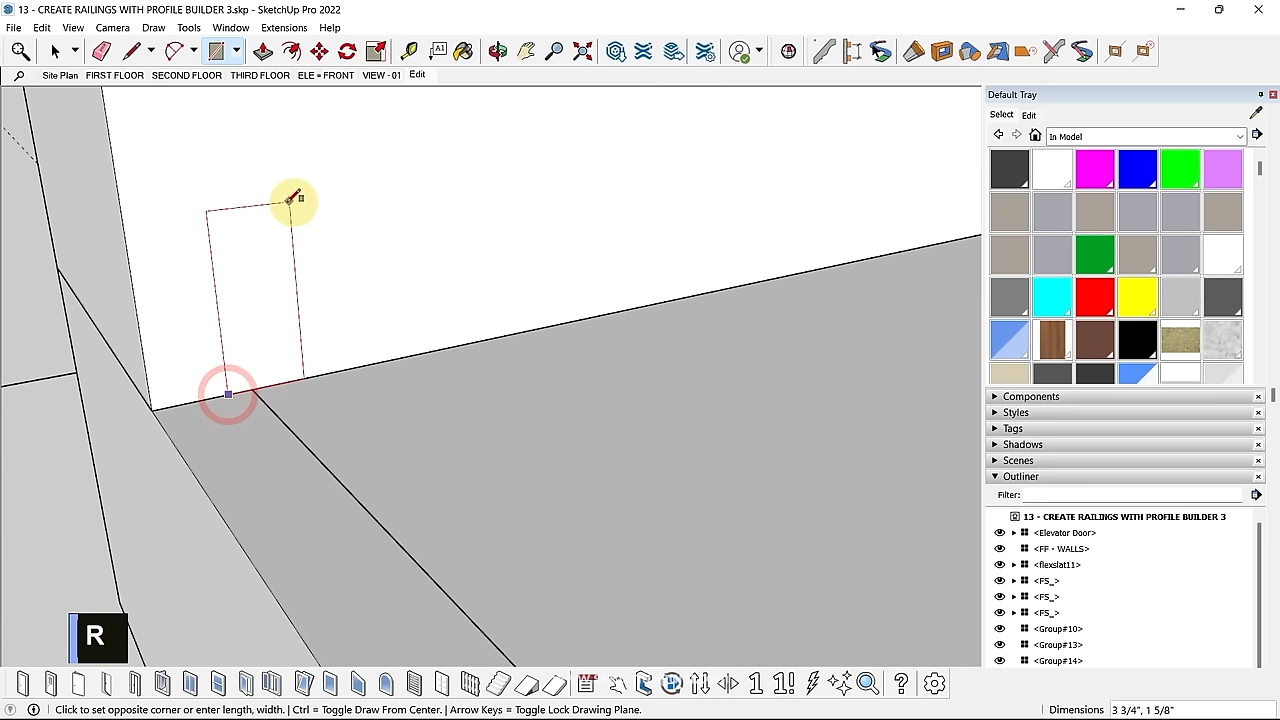 13 - CREATE RAILINGS WITH PROFILE BUILDER 3.skp - SketchUp Pro 2022
File Edit View Camera Draw Tools Window Extensions Help
Site Plan FIRST FLOOR SECOND FLOOR THIRD FLOOR ELE = FRONT VIEW - 01 Edit
Default Tray
Select Edit
In Model
Components
Styles
Tags
Shadows
Scenes
Outliner
Filter:
13 - CREATE RAILINGS WITH PROFILE BUILDER 3
<Elevator Door>
<FF - WALLS>
<flexslat11>
<FS_>
<FS_>
<FS_>
<Group#10>
<Group#13>
<Group#14>
R
1 1! ?
Click to set opposite corner or enter length, width. | Ctrl = Toggle Draw From Center. | Arrow Keys = Toggle Lock Drawing Plane. Dimensions 3 3/4", 1 5/8"